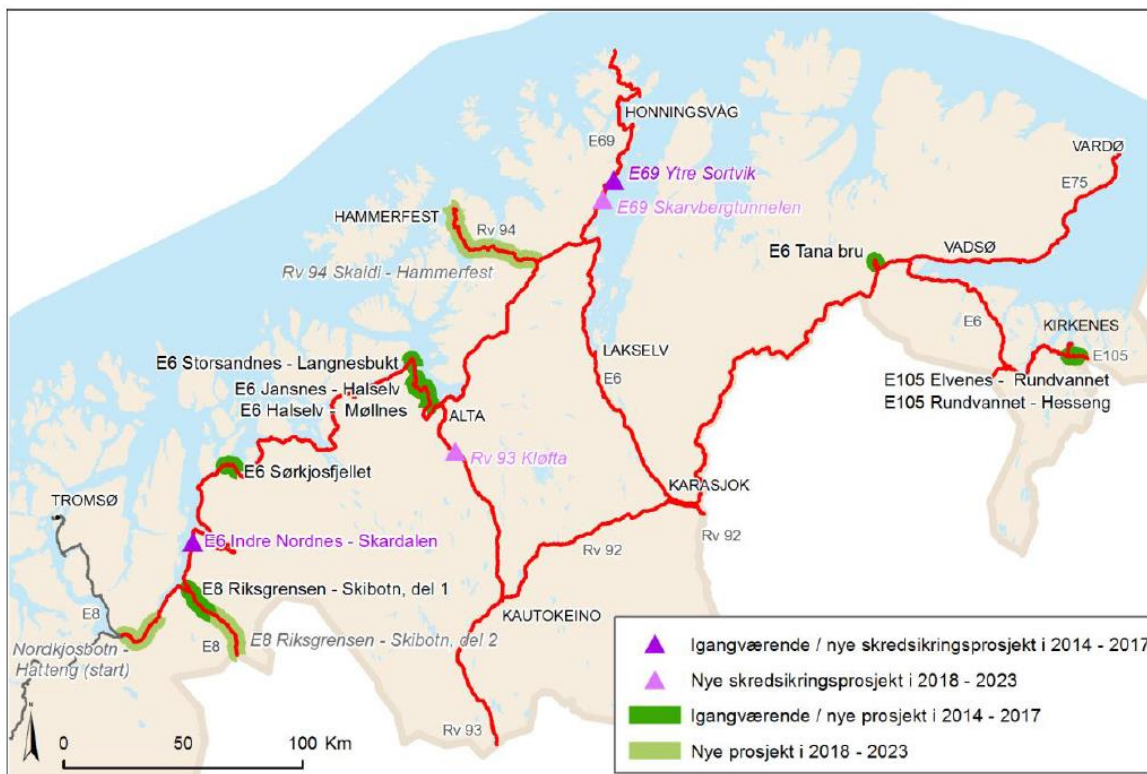 HONNINGSVÅG
E69
VARDØ
E69 Ytre Sortvik
E75
E69 Skarvbergtunnelen
HAMMERFEST
Rv 94
E6 Tana bru
VADSØ
Rv 94 Skaidi - Hammerfest
E6
KIRKENES
E6 Storsandnes - Langnesbukt
LAKSELV
E105
E6 Jansnes - Halselv
E6
E105 Elvenes - Rundvannet
E6 Halselv - Møllnes
ALTA
E105 Rundvannet - Hesseng
Rv 93 Kløfta
E6 Sørkjosfjellet
KARASJOK
TROMSØ
Rv 92
Rv 92
E6 Indre Nordnes - Skardalen
E8 Riksgrensen - Skibotn, del 1
KAUTOKEINO
E8
E8 Riksgrensen - Skibotn, del 2
E8
Nordkjosbotn -
Hatteng (start)
Rv 93
0 50 100 Km
Igangværende / nye skredsikringsprosjekt i 2014 - 2017
Nye skredsikringsprosjekt i 2018 - 2023
Igangværende / nye prosjekt i 2014 - 2017
Nye prosjekt i 2018 - 2023